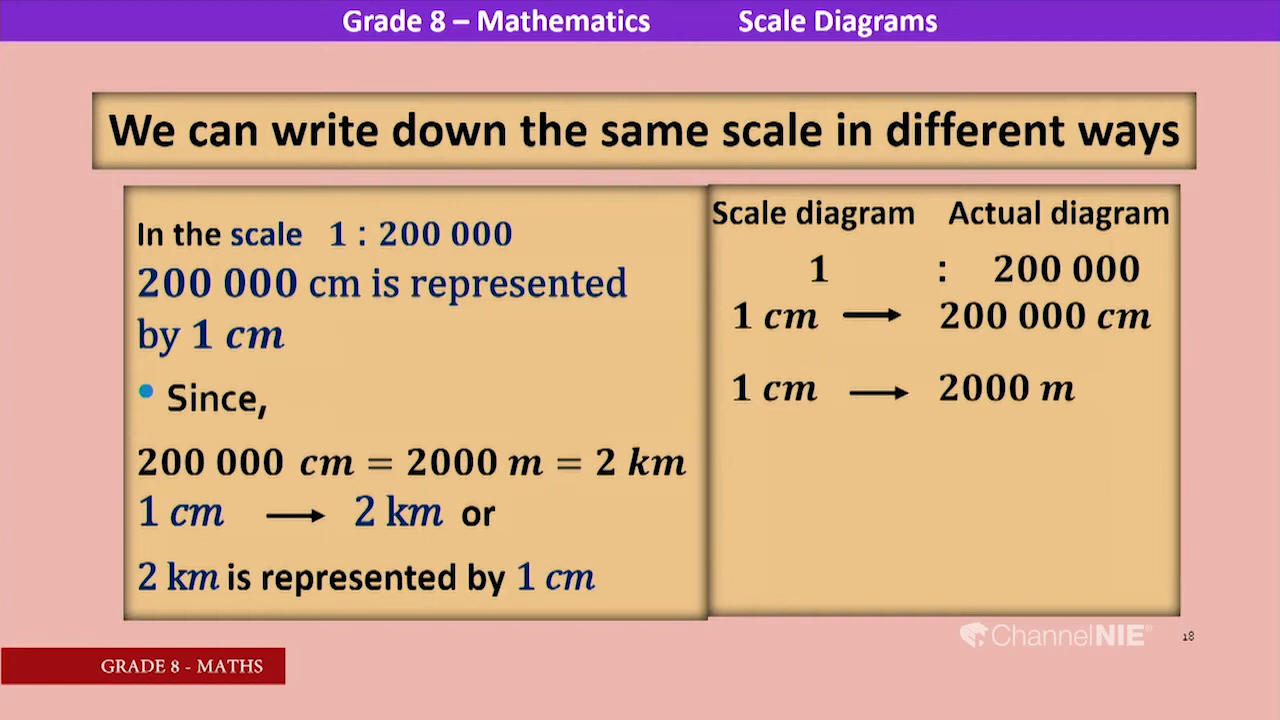 Grade 8 – Mathematics Scale Diagrams
We can write down the same scale in different ways
In the scale 1 : 200 000
200 000 cm is represented
by 1 cm
• Since,
200 000 cm = 2000 m = 2 km
1 cm ⟶ 2 km or
2 km is represented by 1 cm
Scale diagram Actual diagram
1 : 200 000
1 cm ⟶ 200 000 cm
1 cm ⟶ 2000 m
ChannelNIE®
18
GRADE 8 - MATHS